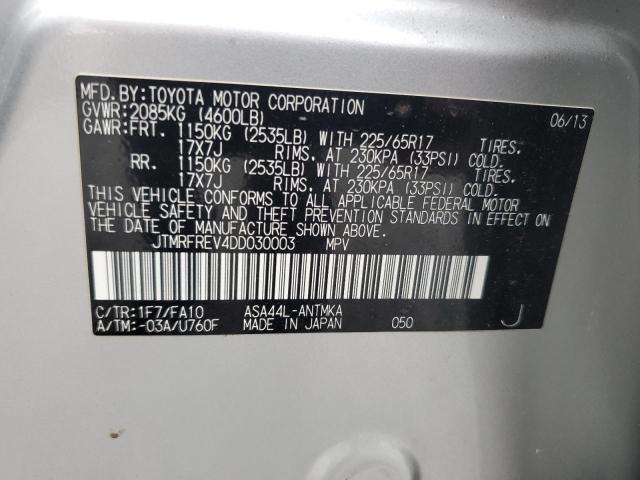 MFD.BY:TOYOTA MOTOR CORPORATION 06/13
GVWR:2085KG (4600LB)
GAWR:FRT. 1150KG (2535LB) WITH 225/65R17 TIRES.
17X7J RIMS, AT 230KPA (33PSI) COLD.
RR. 1150KG (2535LB) WITH 225/65R17 TIRES.
17X7J RIMS, AT 230KPA (33PSI) COLD.
THIS VEHICLE CONFORMS TO ALL APPLICABLE FEDERAL MOTOR
VEHICLE SAFETY AND THEFT PREVENTION STANDARDS IN EFFECT ON
THE DATE OF MANUFACTURE SHOWN ABOVE.
JTMRFREV4DD030003 MPV
C/TR:1F7/FA10 ASA44L-ANTMKA
A/TM:-03A/U760F MADE IN JAPAN 050 J